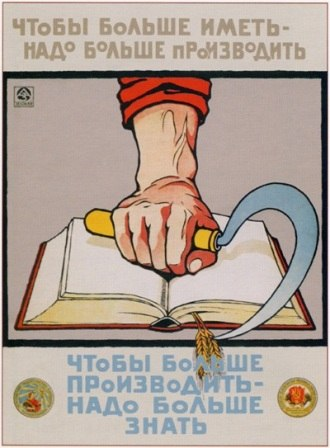 Чтобы больше иметь-
надо больше производить
Чтобы больше
производить-
надо больше
знать